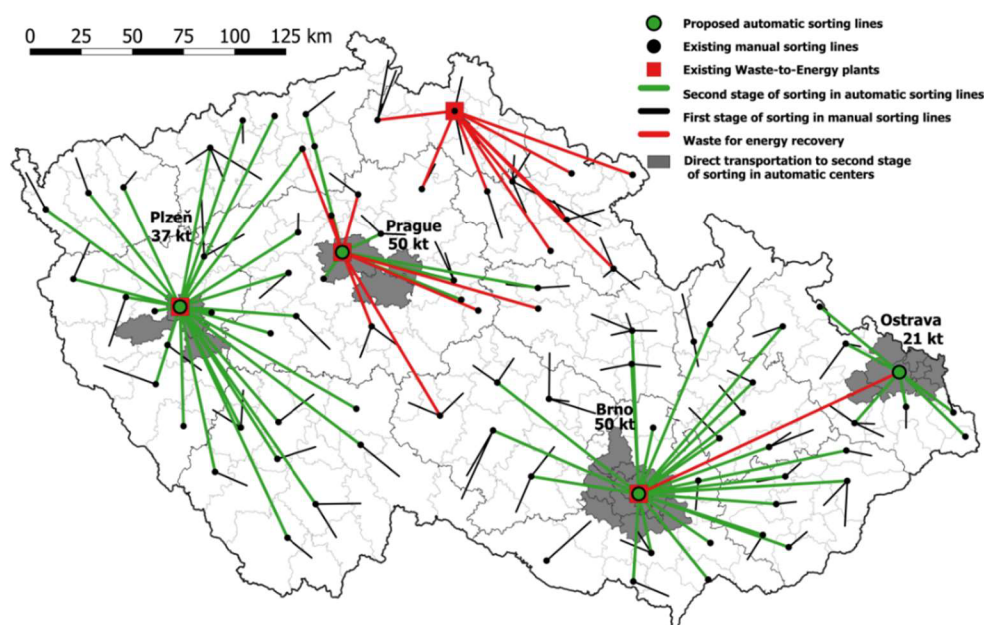 0 25 50 75 100 125 km
Proposed automatic sorting lines
Existing manual sorting lines
Existing Waste-to-Energy plants
Second stage of sorting in automatic sorting lines
First stage of sorting in manual sorting lines
Waste for energy recovery
Direct transportation to second stage
of sorting in automatic centers
Plzeň
37 kt
Prague
50 kt
Ostrava
21 kt
Brno
50 kt